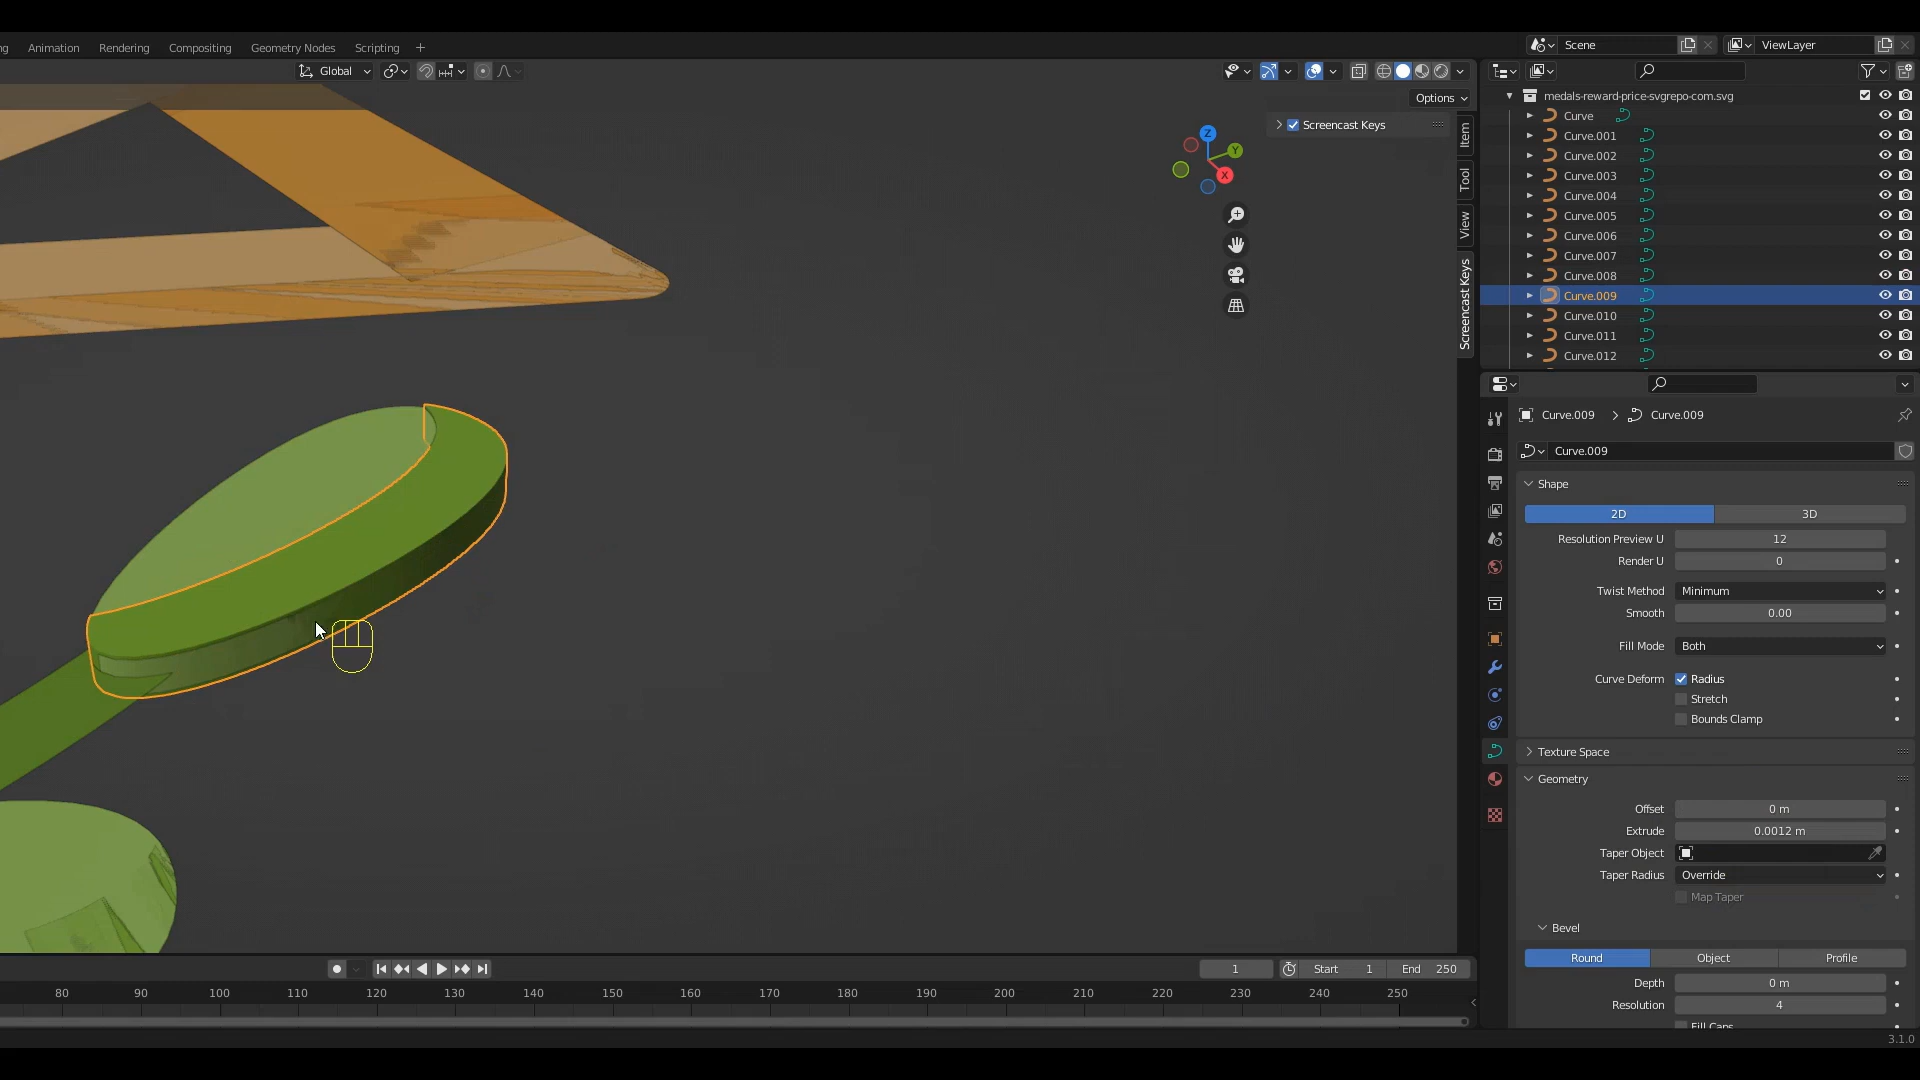 ng Animation Rendering Compositing Geometry Nodes Scripting +
Scene
ViewLayer
Global
Options
Screencast Keys
Item
Tool
View
Screencast Keys
Z
Y
X
medals-reward-price-svgrepo-com.svg
Curve
Curve.001
Curve.002
Curve.003
Curve.004
Curve.005
Curve.006
Curve.007
Curve.008
Curve.009
Curve.010
Curve.011
Curve.012
Curve.009 > Curve.009
Curve.009
Shape
2D 3D
Resolution Preview U 12
Render U 0
Twist Method Minimum
Smooth 0.00
Fill Mode Both
Curve Deform Radius
Stretch
Bounds Clamp
Texture Space
Geometry
Offset 0 m
Extrude 0.0012 m
Taper Object
Taper Radius Override
Map Taper
Bevel
Round Object Profile
Depth 0 m
Resolution 4
Fill Caps
1 Start 1 End 250
80 90 100 110 120 130 140 150 160 170 180 190 200 210 220 230 240 250
3.1.0